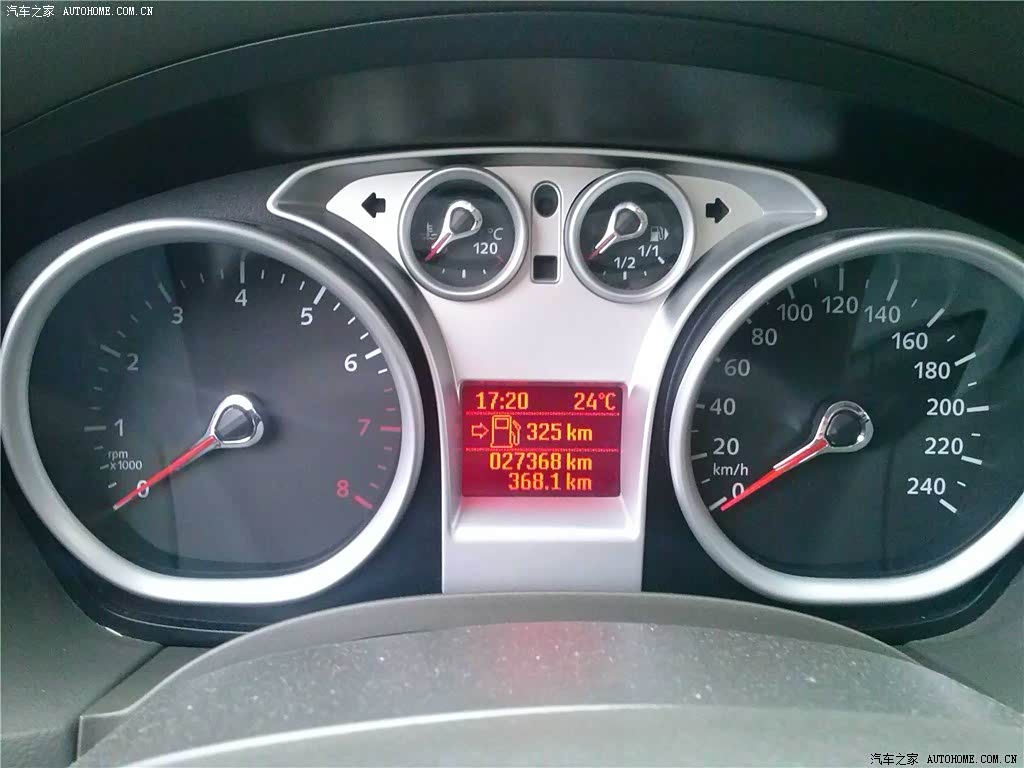 汽车之家 AUTOHOME.COM.CN
°C
120
1/2
1/1
0
1
2
3
4
5
6
7
8
rpm
x1000
17:20 24°C
325 km
027368 km
368.1 km
0
20
40
60
80
100
120
140
160
180
200
220
240
km/h
汽车之家 AUTOHOME.COM.CN